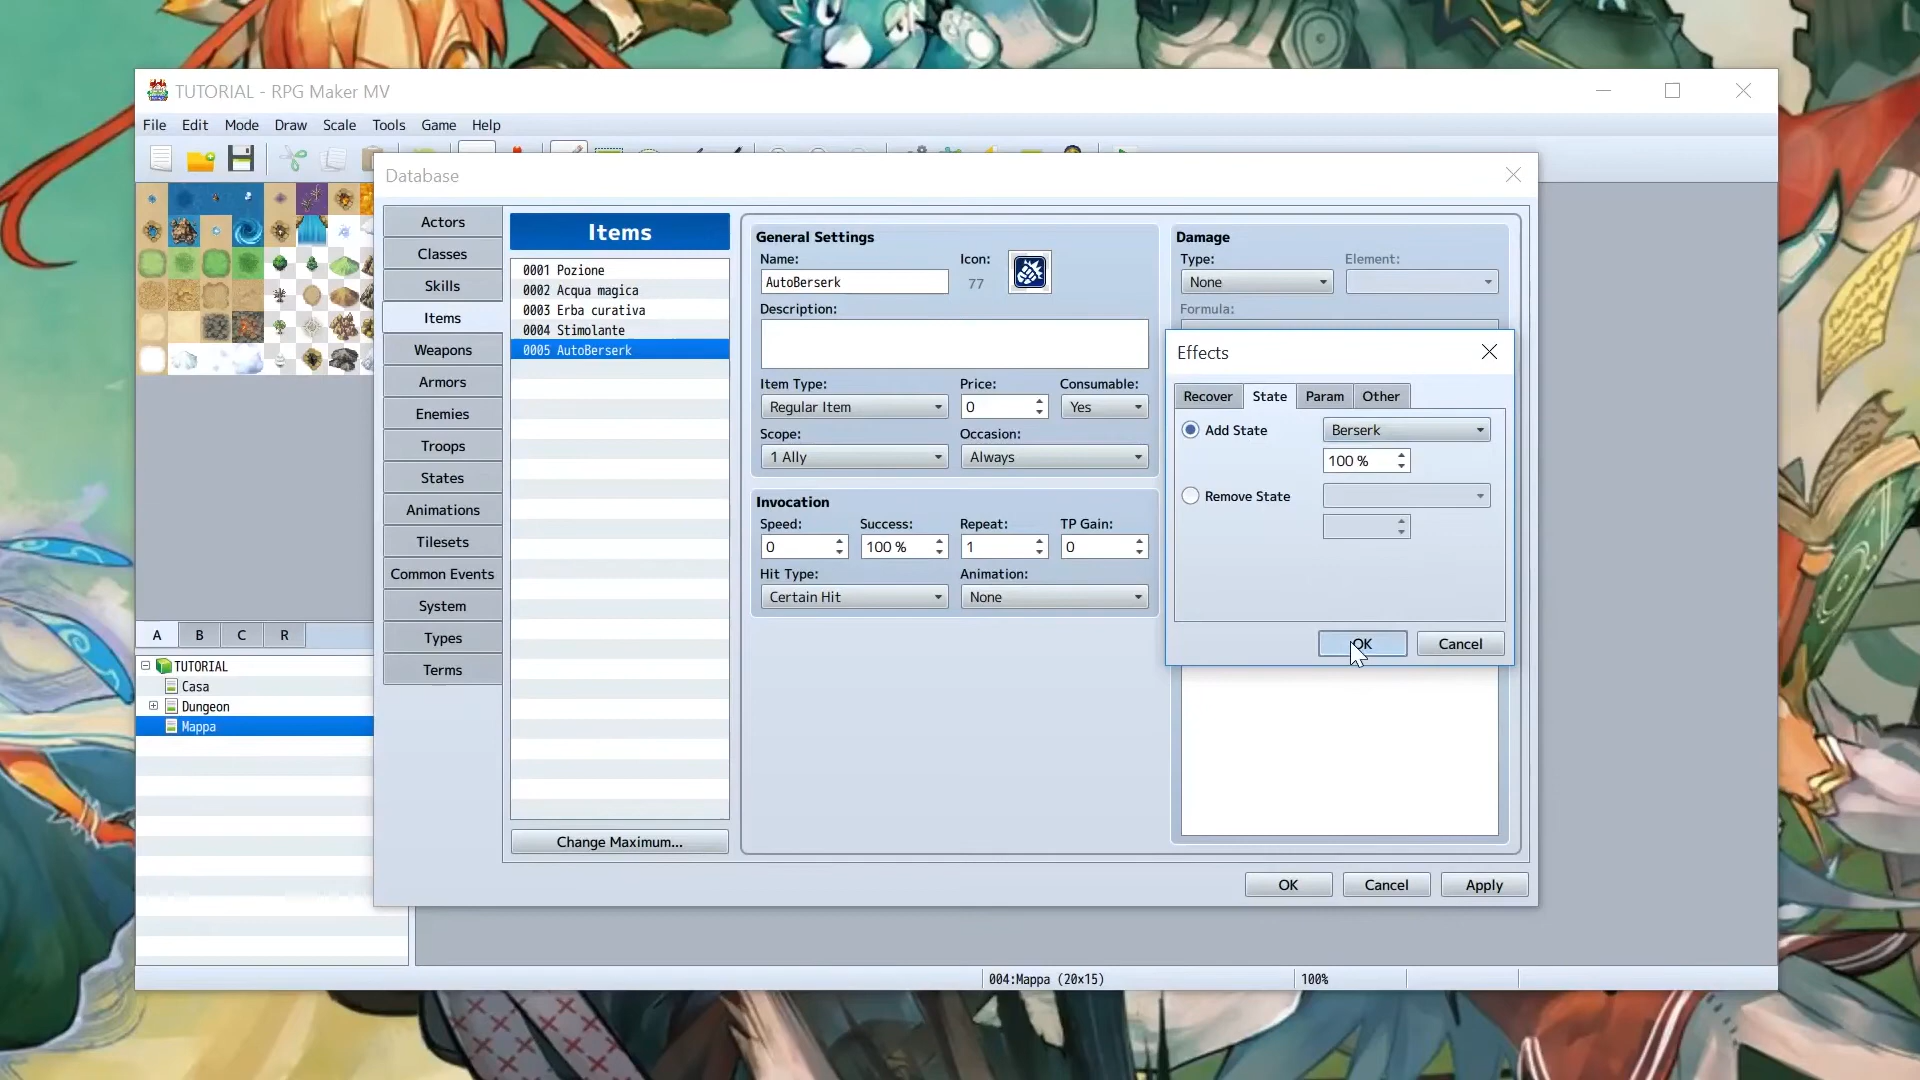 TUTORIAL - RPG Maker MV
File Edit Mode Draw Scale Tools Game Help
Database
Actors
Classes
Skills
Items
Weapons
Armors
Enemies
Troops
States
Animations
Tilesets
Common Events
System
Types
Terms
Items
0001 Pozione
0002 Acqua magica
0003 Erba curativa
0004 Stimolante
0005 AutoBerserk
Change Maximum...
General Settings
Name: Icon:
AutoBerserk 77
Description:
Item Type: Price: Consumable:
Regular Item 0 Yes
Scope: Occasion:
1 Ally Always
Invocation
Speed: Success: Repeat: TP Gain:
0 100 % 1 0
Hit Type: Animation:
Certain Hit None
Damage
Type: Element:
None
Formula:
Effects
Recover State Param Other
Add State Berserk
100 %
Remove State
OK Cancel
OK Cancel Apply
A B C R
TUTORIAL
Casa
Dungeon
Mappa
004:Mappa (20x15) 100%